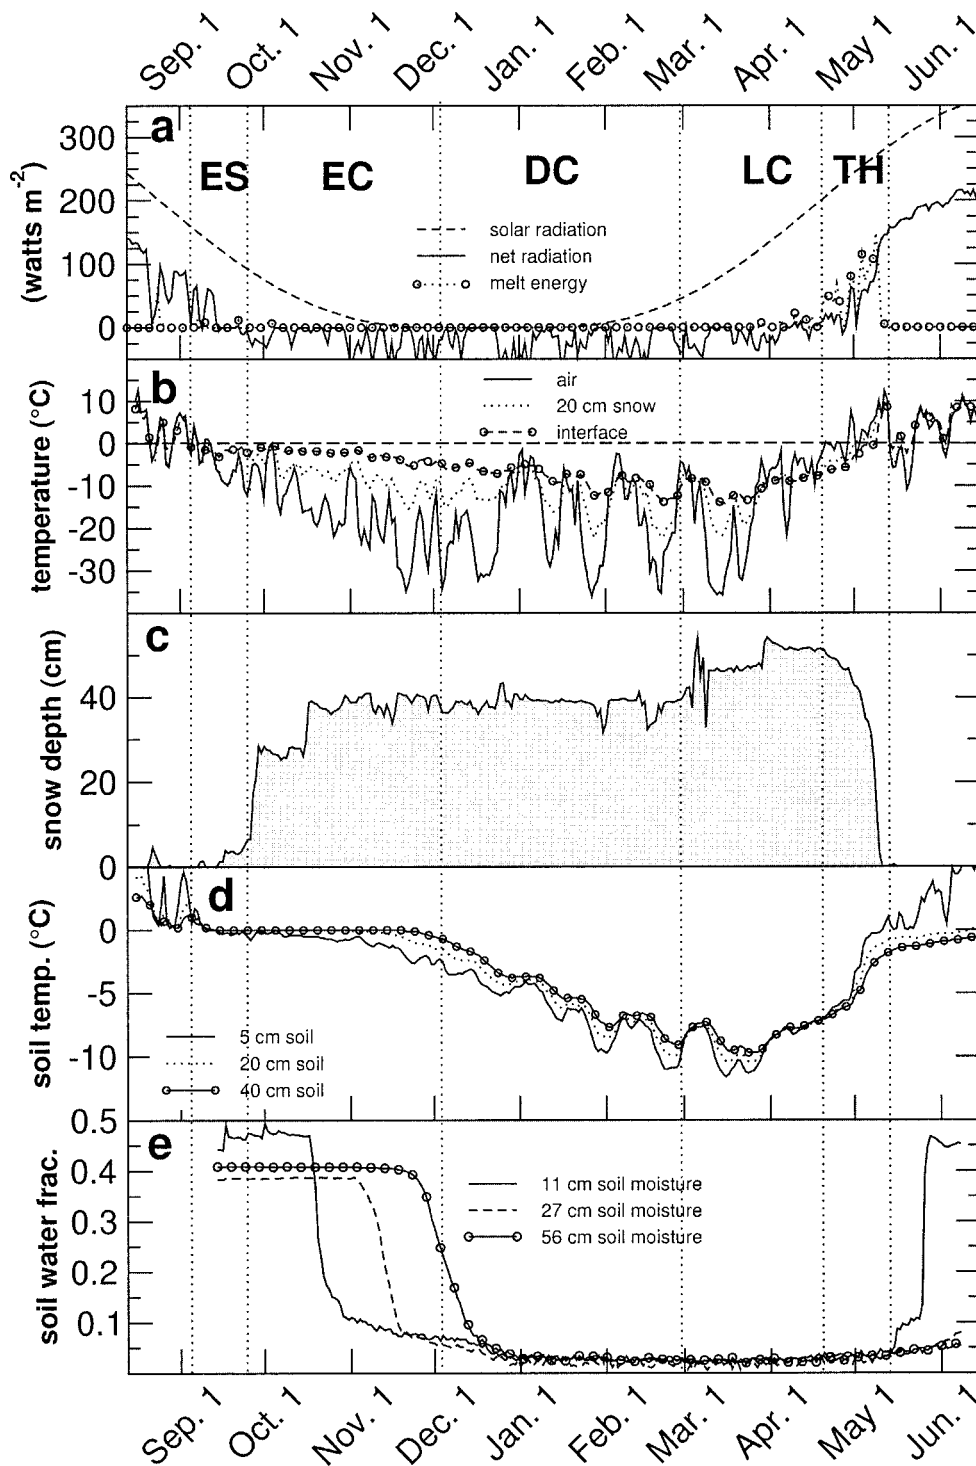 Sep. 1 Oct. 1 Nov. 1 Dec. 1 Jan. 1 Feb. 1 Mar. 1 Apr. 1 May 1 Jun. 1
a
ES EC DC LC TH
(watts m-2)
300
200
100
0
solar radiation
net radiation
melt energy
b
temperature (°C)
10
0
-10
-20
-30
air
20 cm snow
interface
c
snow depth (cm)
40
20
0
d
soil temp. (°C)
0
-5
-10
5 cm soil
20 cm soil
40 cm soil
e
soil water frac.
0.5
0.4
0.3
0.2
0.1
11 cm soil moisture
27 cm soil moisture
56 cm soil moisture
Sep. 1 Oct. 1 Nov. 1 Dec. 1 Jan. 1 Feb. 1 Mar. 1 Apr. 1 May 1 Jun. 1